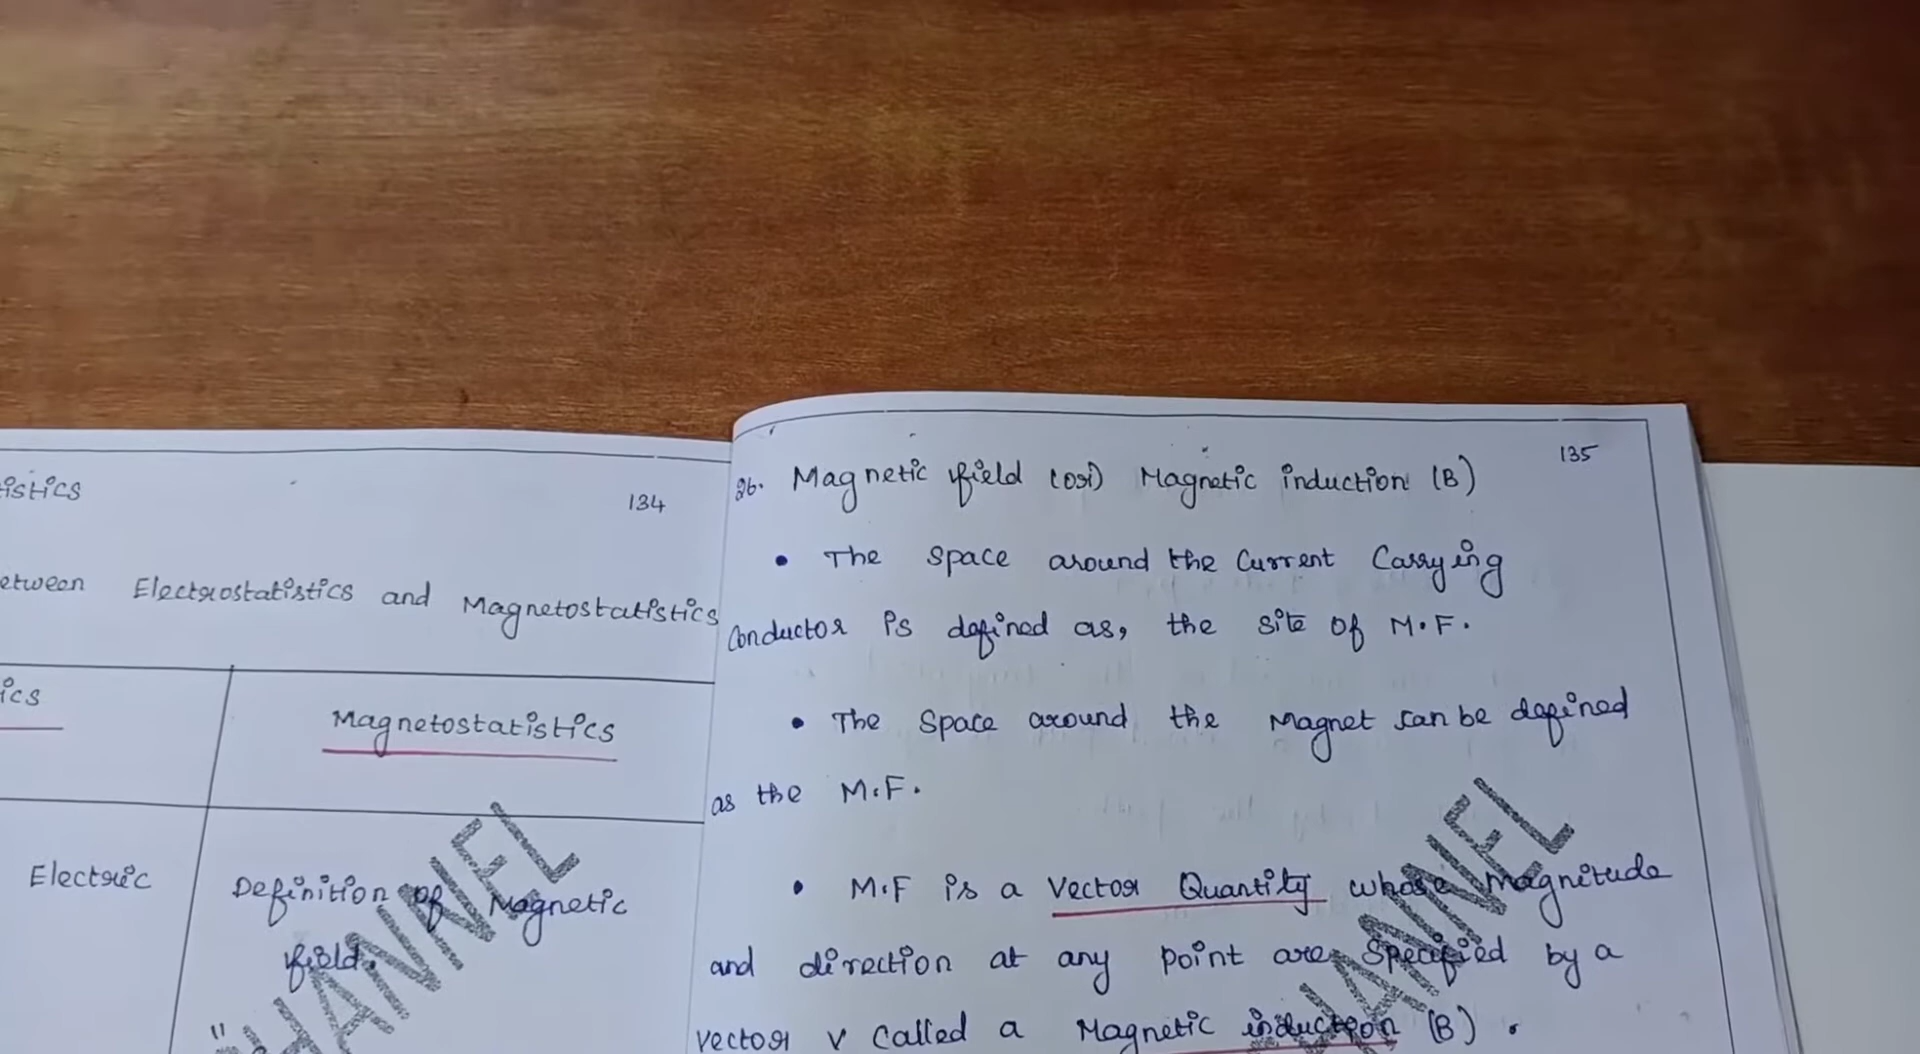 istics
134
etween Electrostatistics and Magnetostatistics
ics
Magnetostatistics
Electric
Definition of Magnetic
field.
"
CHANNEL
135
26. Magnetic field (or) Magnetic induction (B)
• The Space around the Current Carrying
Conductor is defined as, the site of M.F.
• The Space around the Magnet can be defined
as the M.F.
• M.F is a Vector Quantity whose Magnitude
and direction at any point are Specified by a
vector v called a Magnetic induction (B).
HANNEL